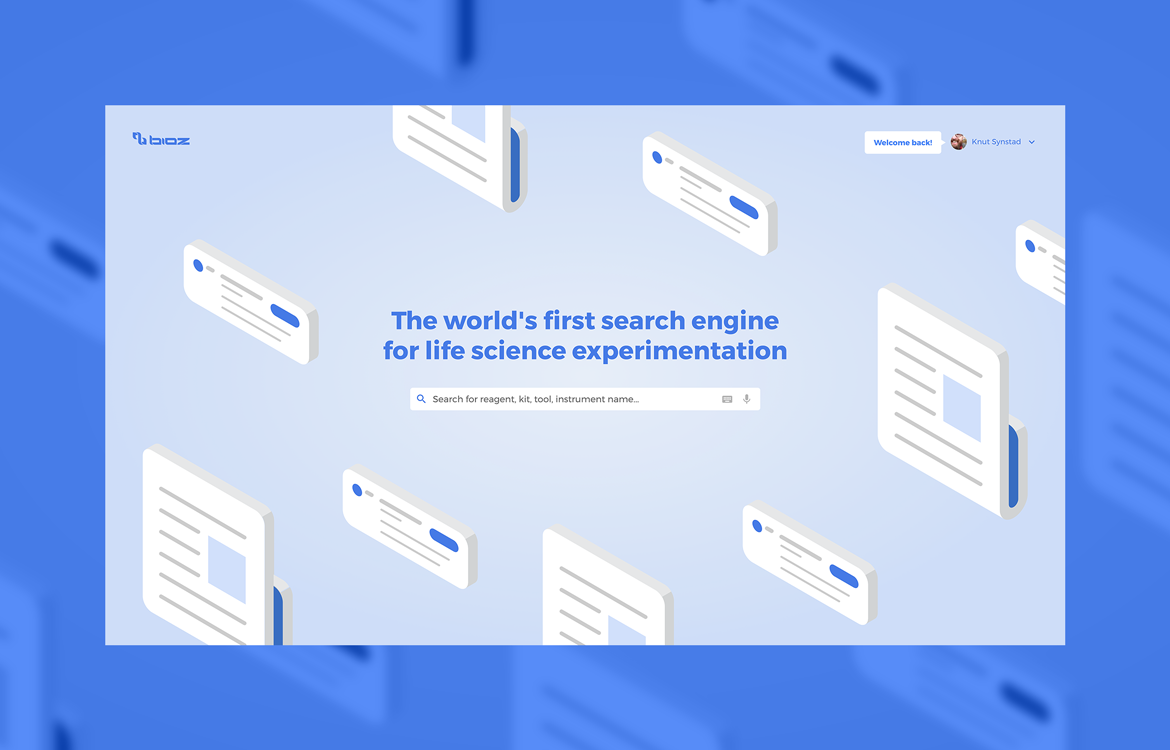 bioz
Welcome back!
Knut Synstad
The world's first search engine
for life science experimentation
Search for reagent, kit, tool, instrument name...